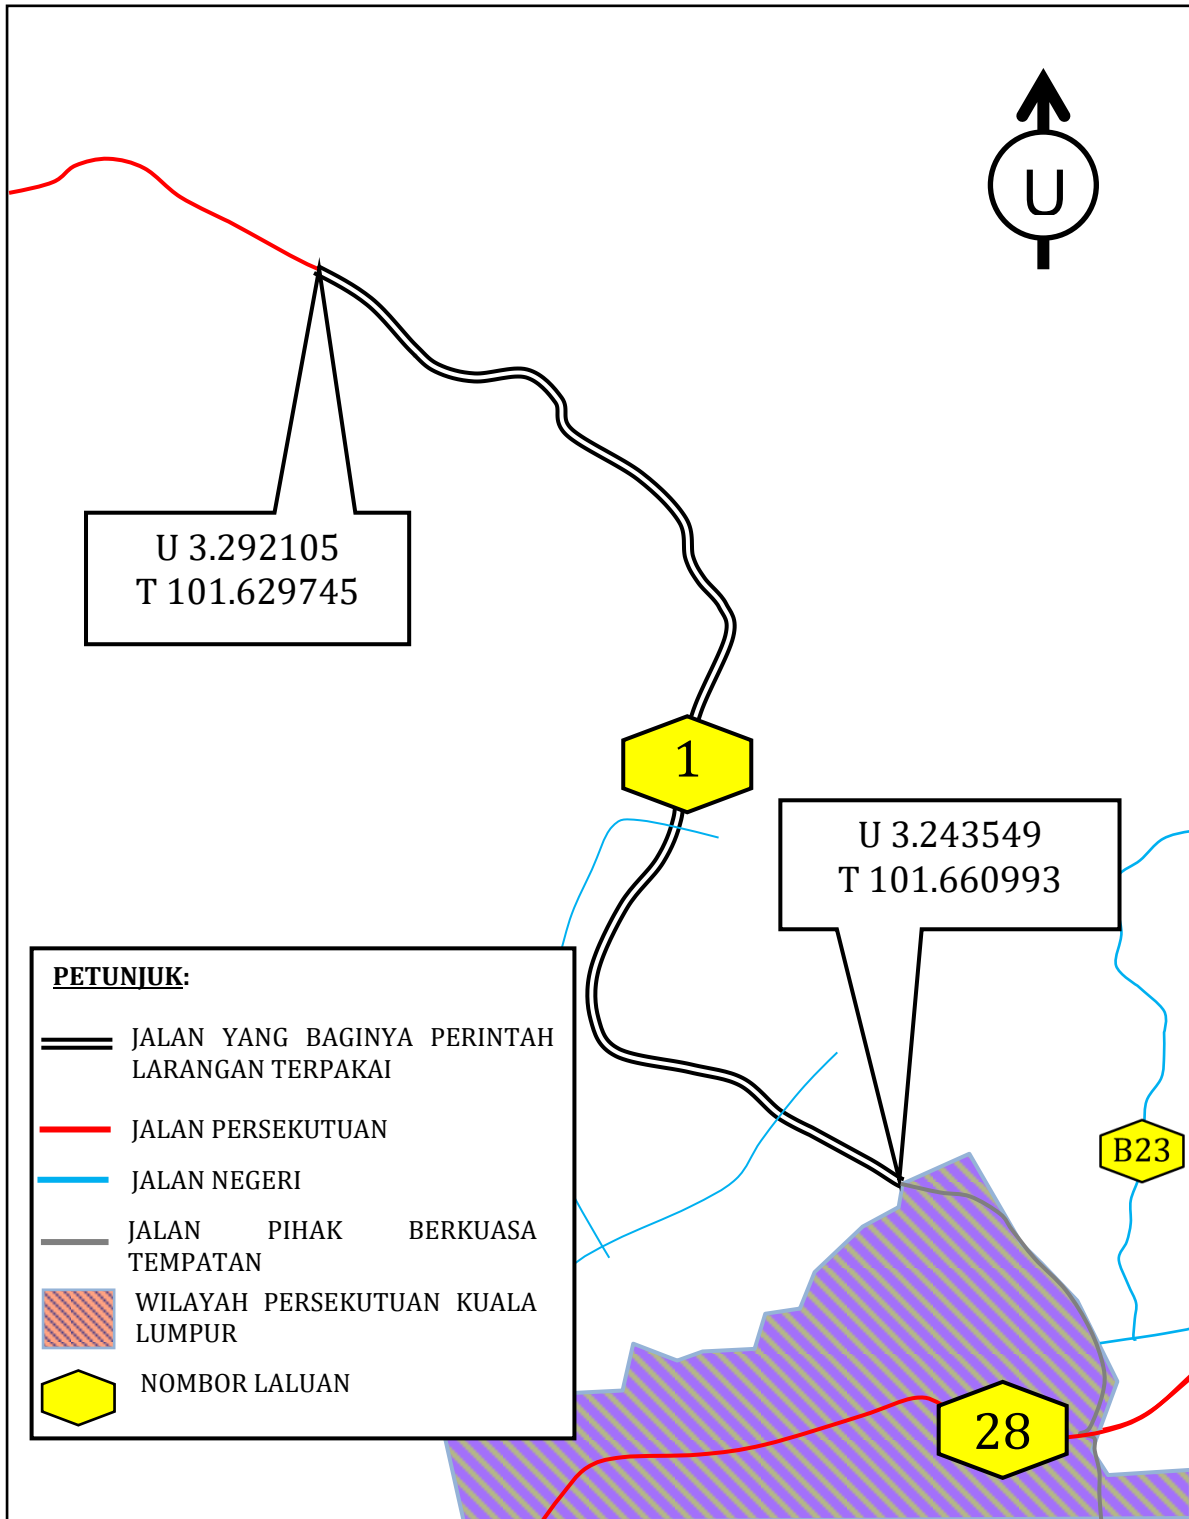 U
U 3.292105
T 101.629745
1
U 3.243549
T 101.660993
PETUNJUK:
JALAN YANG BAGINYA PERINTAH
LARANGAN TERPAKAI
JALAN PERSEKUTUAN
JALAN NEGERI
JALAN PIHAK BERKUASA
TEMPATAN
WILAYAH PERSEKUTUAN KUALA
LUMPUR
NOMBOR LALUAN
B23
28